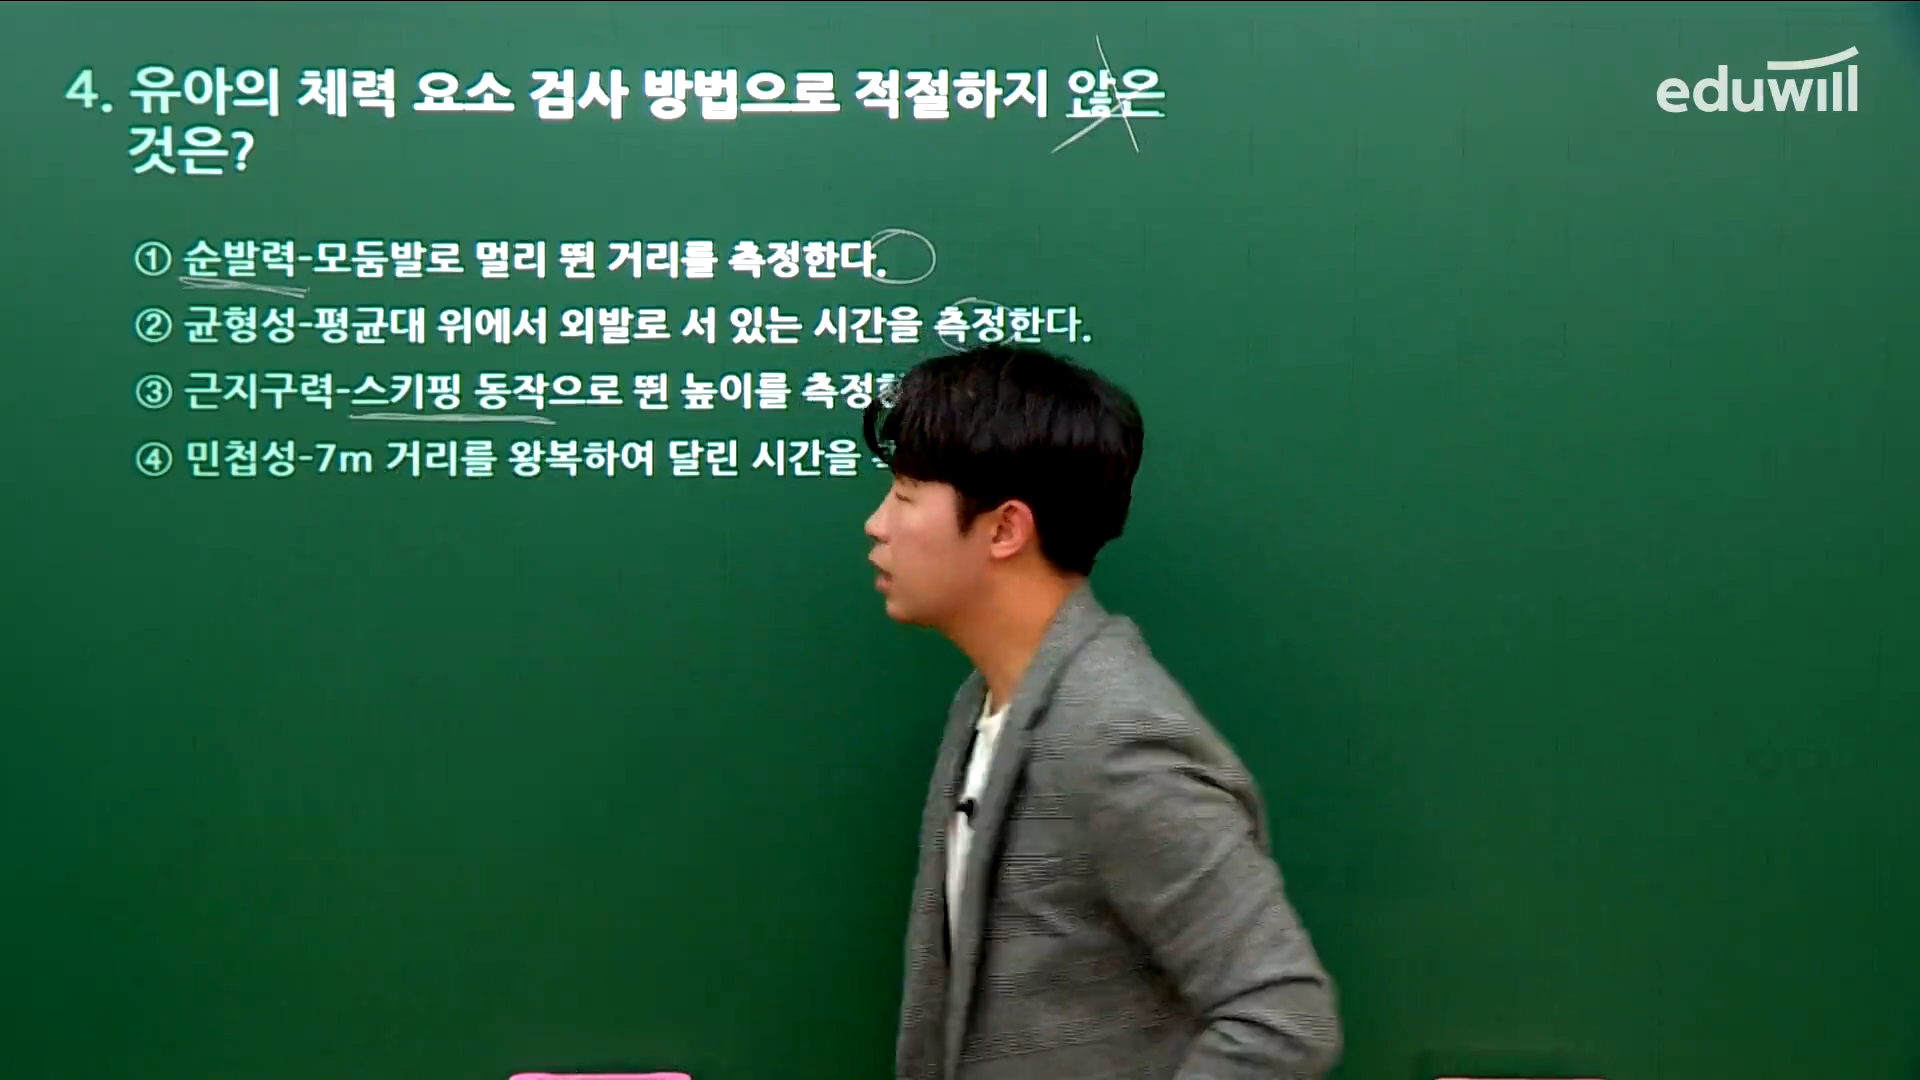 eduwill
4. 유아의 체력 요소 검사 방법으로 적절하지 않은
것은?
① 순발력-모둠발로 멀리 뛴 거리를 측정한다.
② 균형성-평균대 위에서 외발로 서 있는 시간을 측정한다.
③ 근지구력-스키핑 동작으로 뛴 높이를 측정
④ 민첩성-7m 거리를 왕복하여 달린 시간을